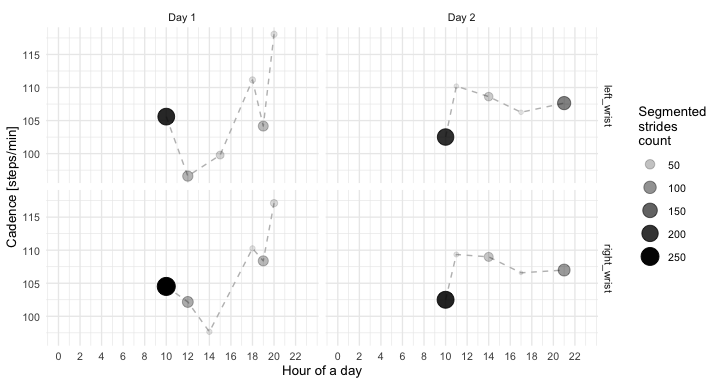 Day 1 Day 2
115
110
105
100
left_wrist
115
110
105
100
right_wrist
Cadence [steps/min]
0 2 4 6 8 10 12 14 16 18 20 22 0 2 4 6 8 10 12 14 16 18 20 22
Hour of a day
Segmented
strides
count
50
100
150
200
250